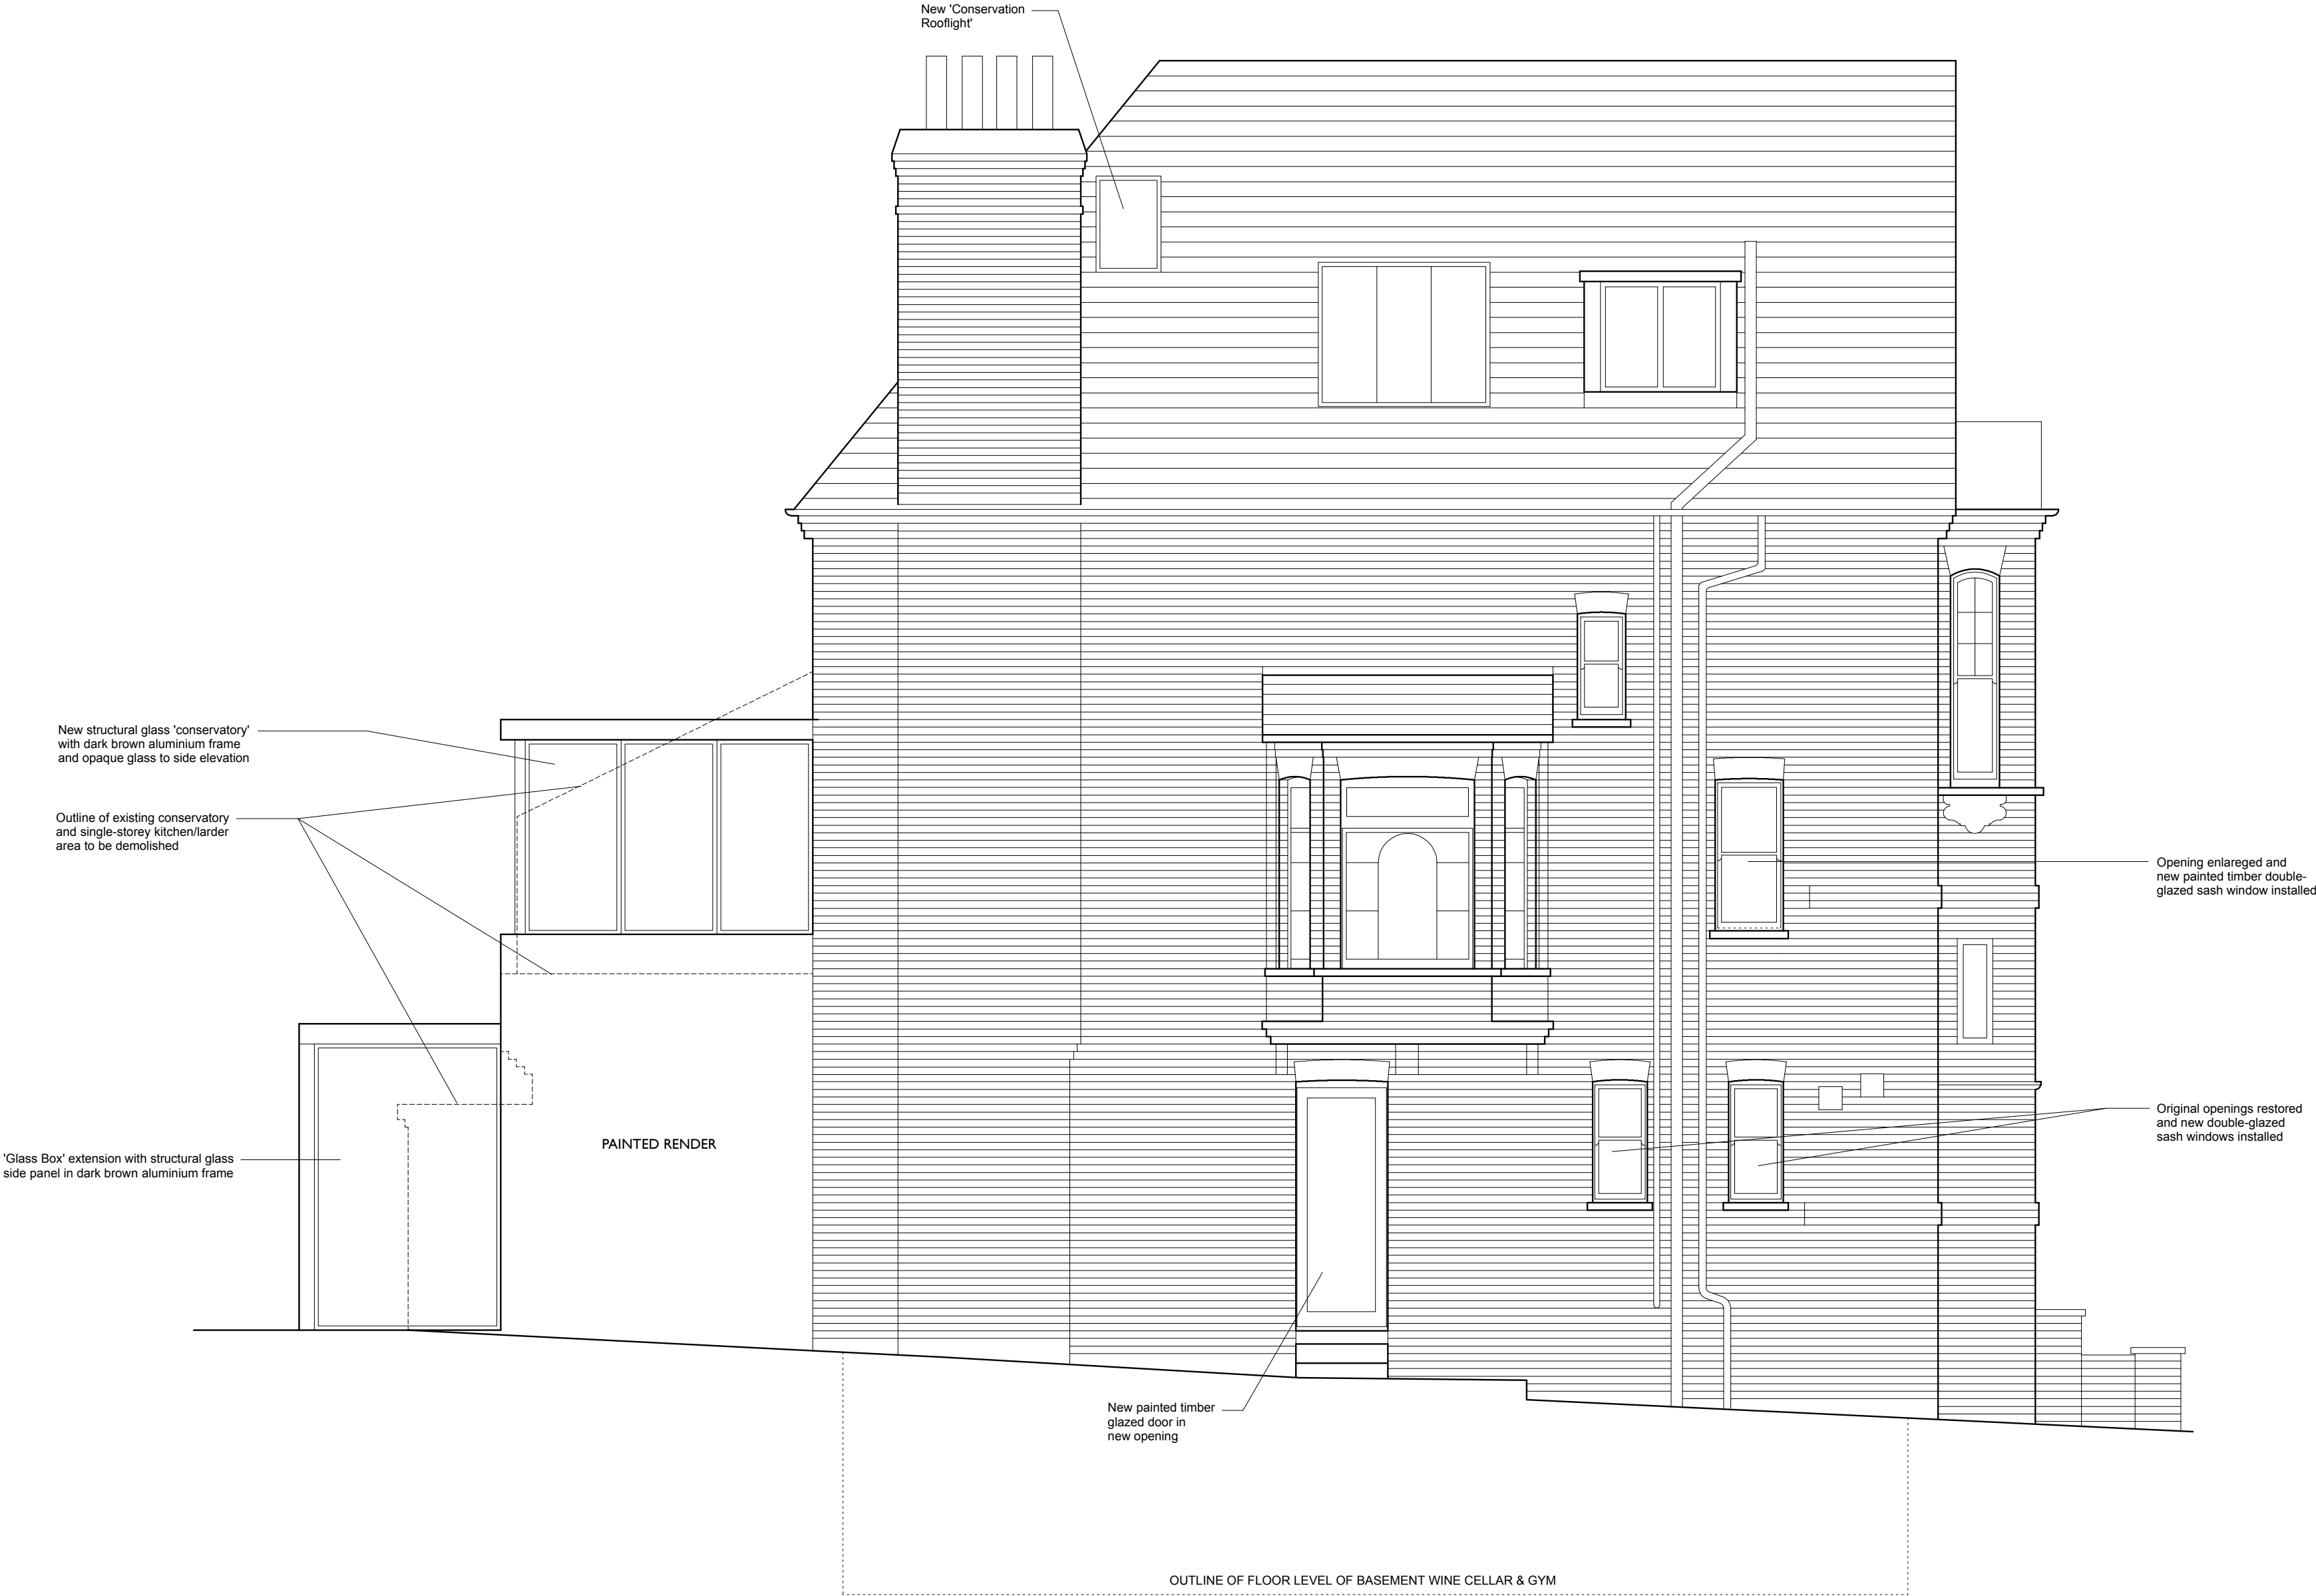 New 'Conservation
Rooflight'
New structural glass 'conservatory'
with dark brown aluminium frame
and opaque glass to side elevation
Outline of existing conservatory
and single-storey kitchen/larder
area to be demolished
Opening enlareged and
new painted timber double-
glazed sash window installed
Original openings restored
and new double-glazed
sash windows installed
PAINTED RENDER
'Glass Box' extension with structural glass
side panel in dark brown aluminium frame
New painted timber
glazed door in
new opening
OUTLINE OF FLOOR LEVEL OF BASEMENT WINE CELLAR & GYM